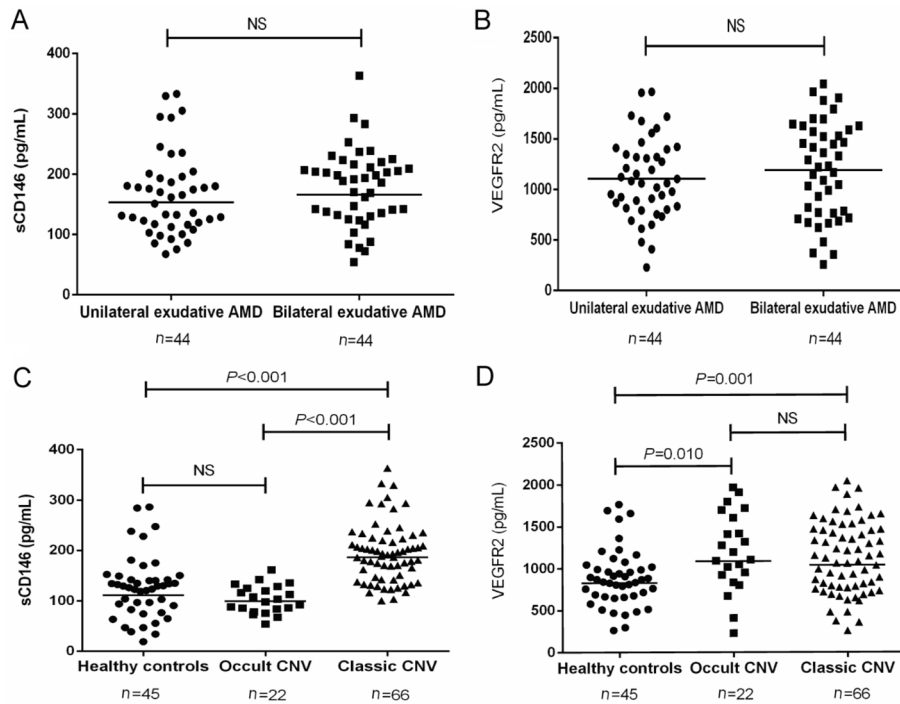 A
NS
sCD146 (pg/mL)
400
300
200
100
0
Unilateral exudative AMD
Bilateral exudative AMD
n=44
n=44
B
NS
VEGFR2 (pg/mL)
2500
2000
1500
1000
500
0
Unilateral exudative AMD
Bilateral exudative AMD
n=44
n=44
C
P<0.001
P<0.001
NS
sCD146 (pg/mL)
400
300
200
100
0
Healthy controls
Occult CNV
Classic CNV
n=45
n=22
n=66
D
P=0.001
NS
P=0.010
VEGFR2 (pg/mL)
2500
2000
1500
1000
500
0
Healthy controls
Occult CNV
Classic CNV
n=45
n=22
n=66